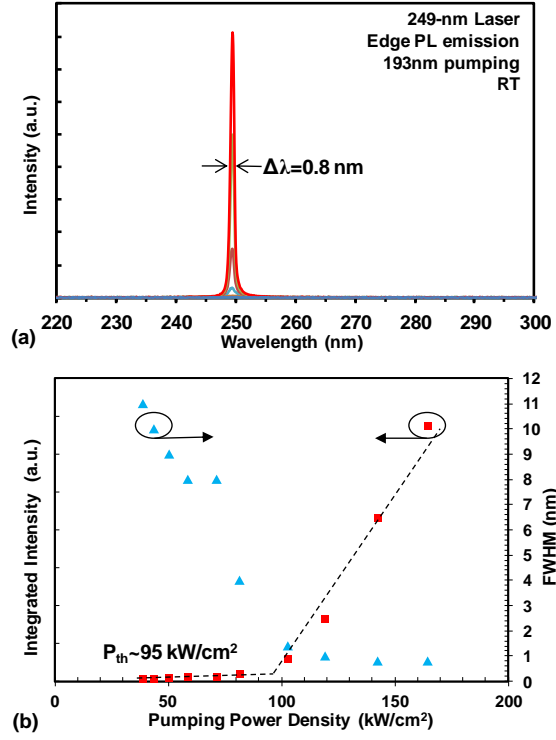 249-nm Laser
Edge PL emission
193nm pumping
RT
Δλ=0.8 nm
Intensity (a.u.)
220 230 240 250 260 270 280 290 300
Wavelength (nm)
(a)
12
11
10
9
8
7
6
5
4
3
2
1
0
Integrated Intensity (a.u.)
FWHM (nm)
Pth~95 kW/cm²
0 50 100 150 200
Pumping Power Density (kW/cm²)
(b)